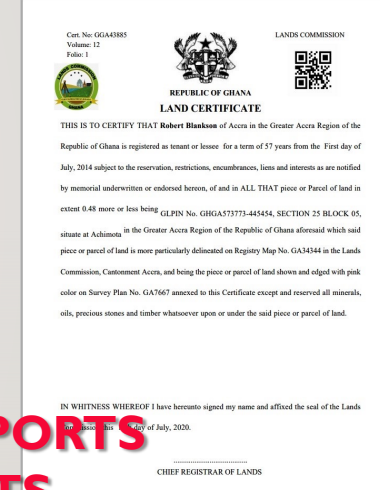 Cert. No: GGA43885
Volume: 12
Folio: 1
LANDS COMMISSION
LANDS COMMISSION
GHANA
REPUBLIC OF GHANA
LAND CERTIFICATE
THIS IS TO CERTIFY THAT Robert Blankson of Accra in the Greater Accra Region of the
Republic of Ghana is registered as tenant or lessee for a term of 57 years from the First day of
July, 2014 subject to the reservation, restrictions, encumbrances, liens and interests as are notified
by memorial underwritten or endorsed hereon, of and in ALL THAT piece or Parcel of land in
extent 0.48 more or less being GLPIN No. GHGA573773-445454, SECTION 25 BLOCK 05,
situate at Achimota in the Greater Accra Region of the Republic of Ghana aforesaid which said
piece or parcel of land is more particularly delineated on Registry Map No. GA34344 in the Lands
Commission, Cantonment Accra, and being the piece or parcel of land shown and edged with pink
color on Survey Plan No. GA7667 annexed to this Certificate except and reserved all minerals,
oils, precious stones and timber whatsoever upon or under the said piece or parcel of land.
IN WHITNESS WHEREOF I have hereunto signed my name and affixed the seal of the Lands
this day of July, 2020.
PORTS
TS
CHIEF REGISTRAR OF LANDS